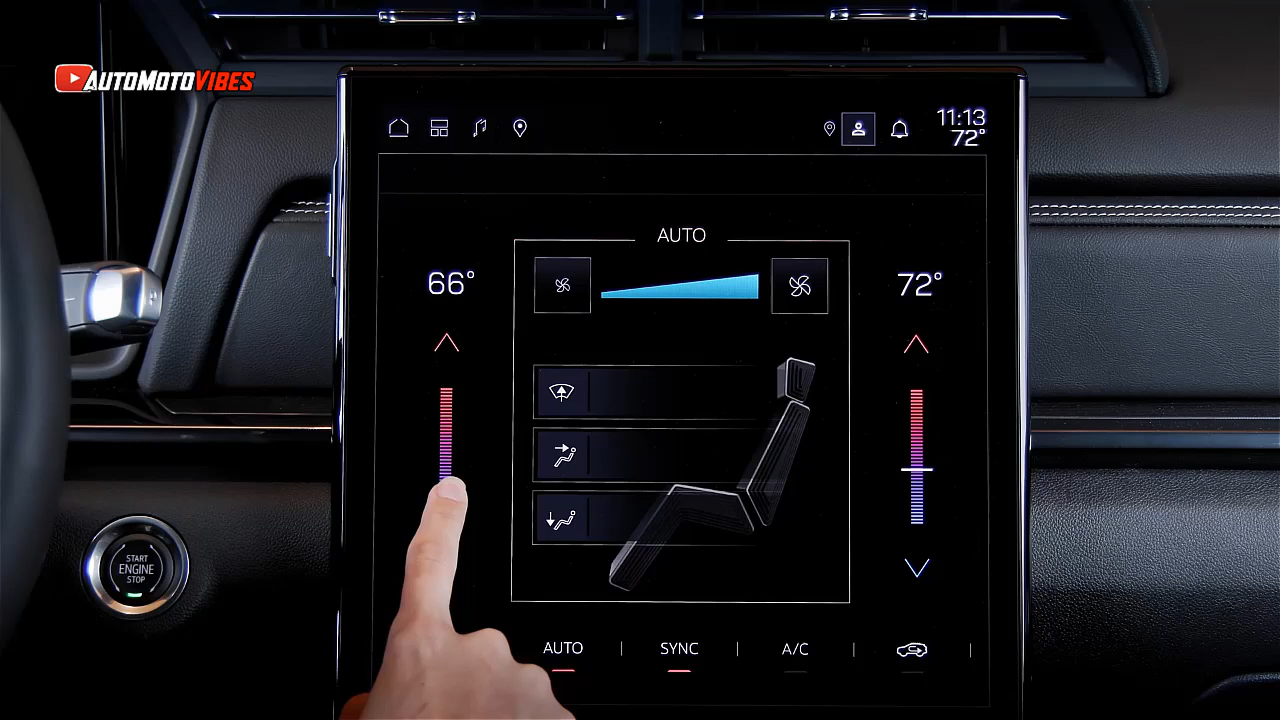 AUTOMOTOVIBES
11:13
72°
AUTO
66°
72°
START
ENGINE
STOP
AUTO
SYNC
A/C